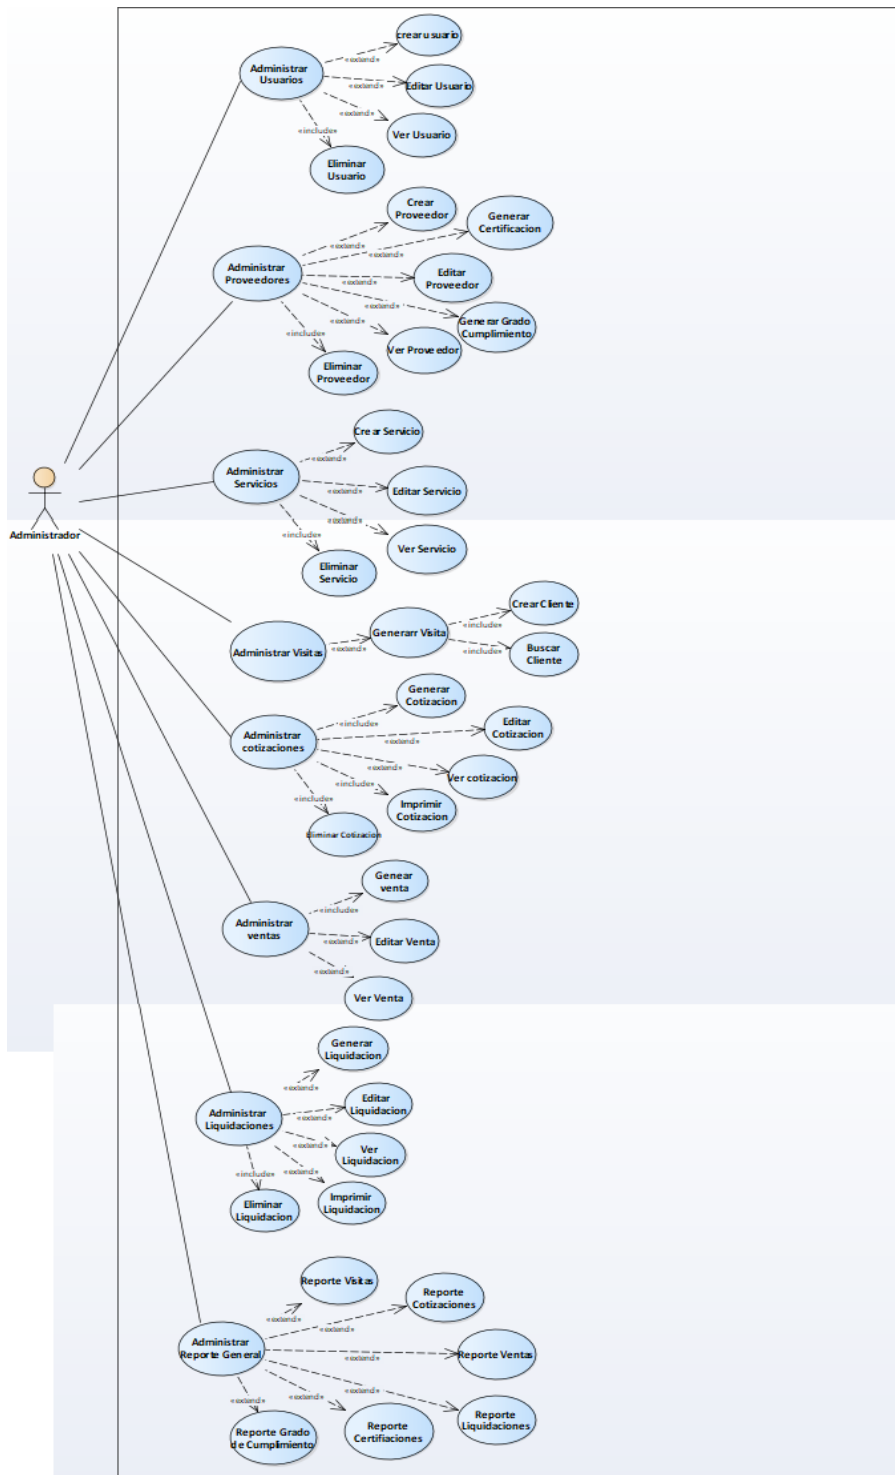 crear usuario
«extend»
Administrar
Usuarios
«extend»
Editar Usuario
«extend»
Ver Usuario
«include»
Eliminar
Usuario
Crear
Proveedor
Generar
Certificacion
«extend»
«extend»
Administrar
Proveedores
«extend»
Editar
Proveedor
«extend»
Generar Grado
Cumplimiento
«extend»
«include»
Ver Proveedor
Eliminar
Proveedor
Crear Servicio
«extend»
Administrar
Servicios
«extend»
Editar Servicio
«extend»
«include»
Ver Servicio
Eliminar
Servicio
Administrador
Crear Cliente
«include»
Generarr Visita
Administrar Visitas
«extend»
«include»
Buscar
Cliente
Generar
Cotizacion
«include»
Editar
Cotizacion
Administrar
cotizaciones
«extend»
«extend»
Ver cotizacion
«include»
«include»
Imprimir
Cotizacion
Eliminar Cotizacion
Genear
venta
«include»
Administrar
ventas
«extend»
Editar Venta
«extend»
Ver Venta
Generar
Liquidacion
«extend»
Editar
Liquidacion
Administrar
Liquidaciones
«extend»
«extend»
Ver
Liquidacion
«include»
«extend»
Eliminar
Liquidacion
Imprimir
Liquidacion
Reporte Visitas
Reporte
Cotizaciones
«extend»
«extend»
Administrar
Reporte General
«extend»
Reporte Ventas
«extend»
«extend»
«extend»
Reporte
Liquidaciones
Reporte Grado
de Cumplimiento
Reporte
Certifiaciones